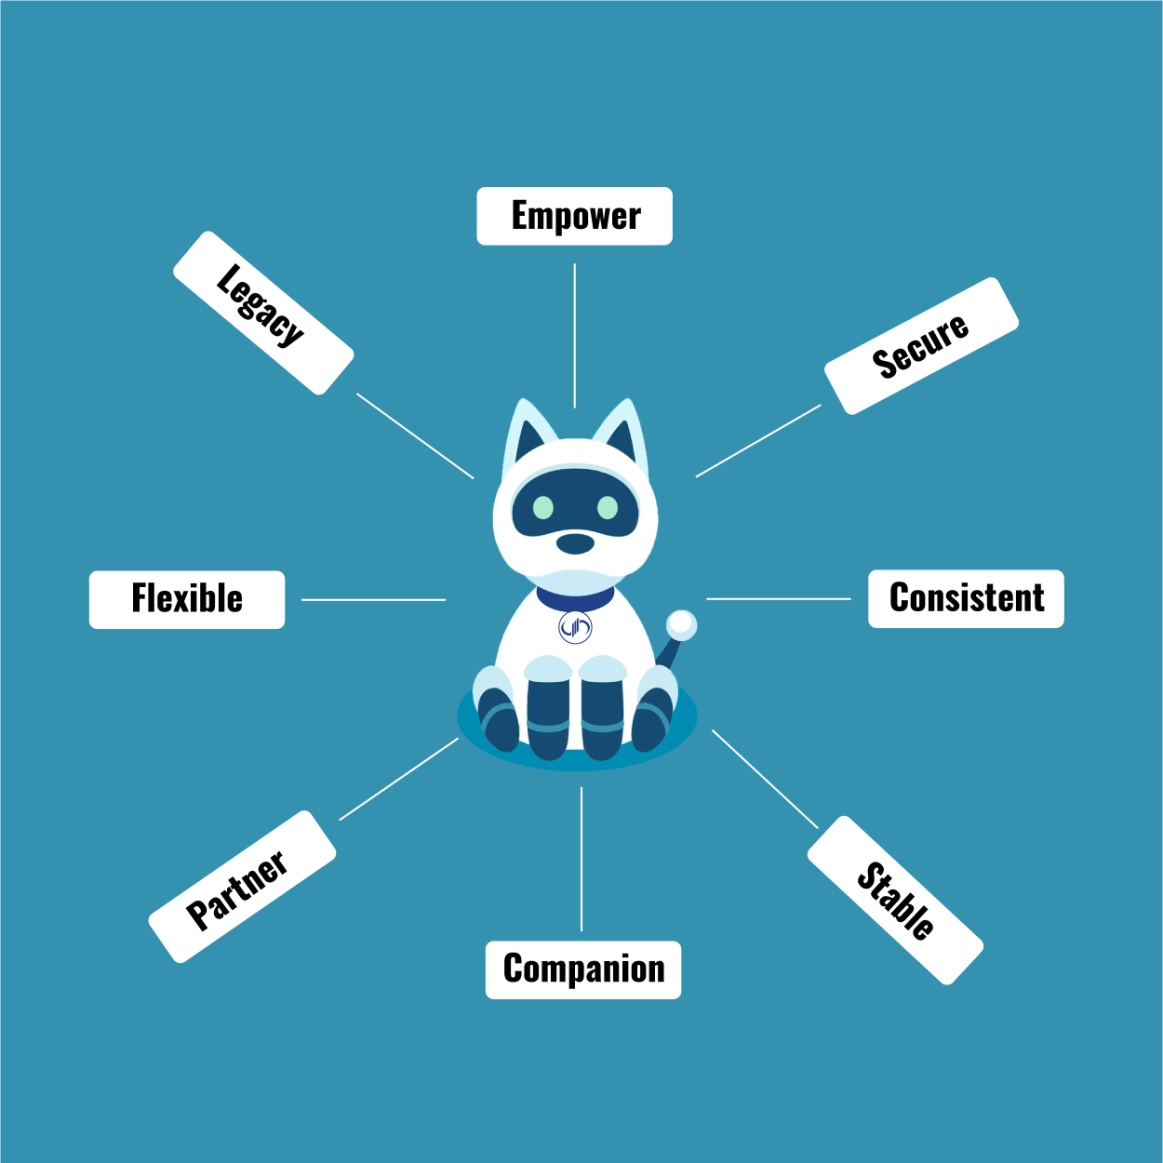 Empower
Legacy
Secure
Flexible
Consistent
Partner
Stable
Companion